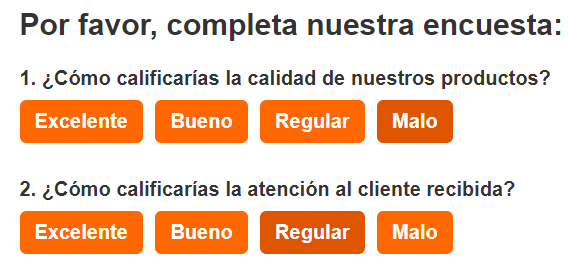 Por favor, completa nuestra encuesta:
1. ¿Cómo calificarías la calidad de nuestros productos?
Excelente Bueno Regular Malo
2. ¿Cómo calificarías la atención al cliente recibida?
Excelente Bueno Regular Malo